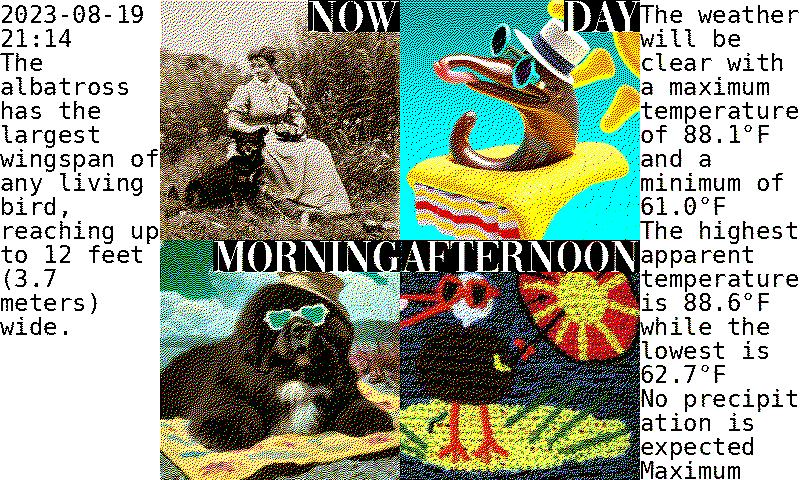 2023-08-19
21:14
The
albatross
has the
largest
wingspan of
any living
bird,
reaching up
to 12 feet
(3.7
meters)
wide.
NOW
DAY
MORNING
AFTERNOON
The weather
will be
clear with
a maximum
temperature
of 88.1°F
and a
minimum of
61.0°F
The highest
apparent
temperature
is 88.6°F
while the
lowest is
62.7°F
No precipit
ation is
expected
Maximum